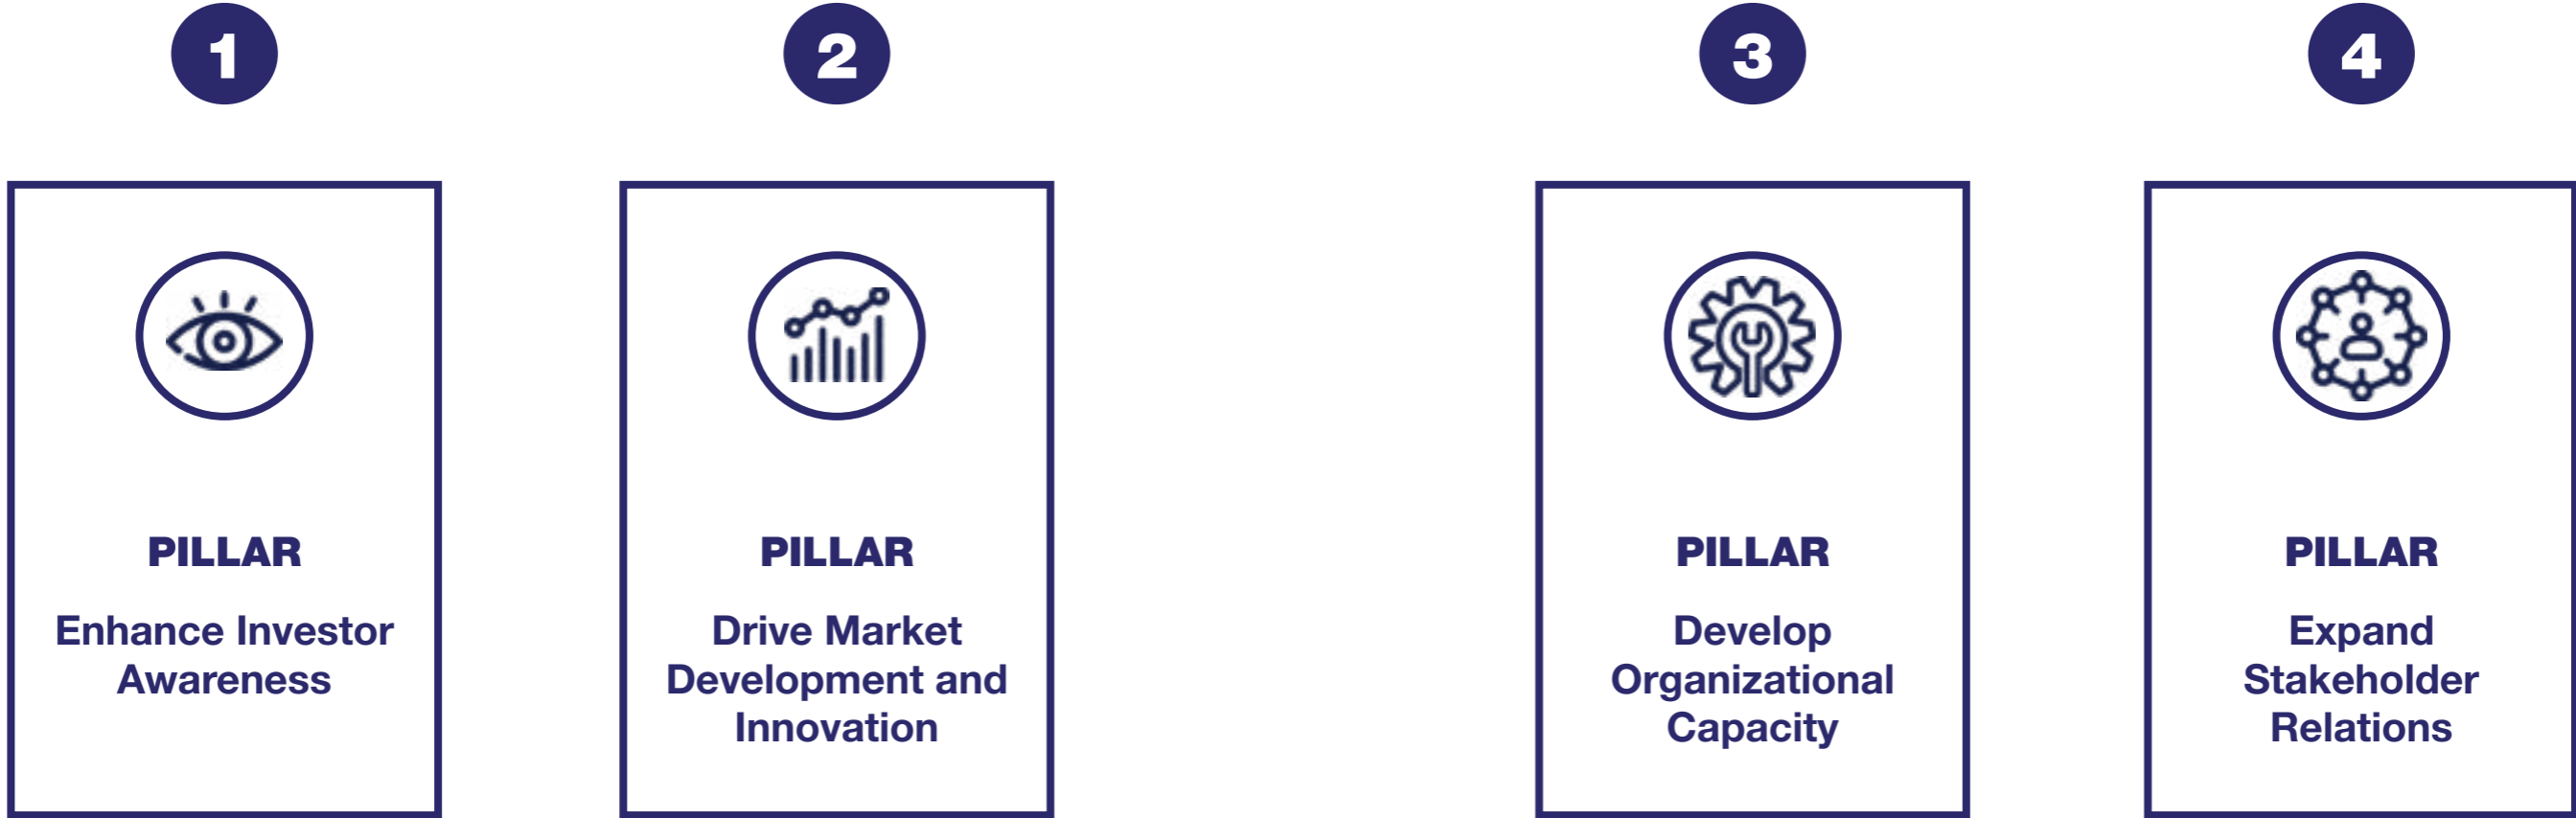 1
2
3
4
PILLAR
Enhance Investor
Awareness
PILLAR
Drive Market
Development and
Innovation
PILLAR
Develop
Organizational
Capacity
PILLAR
Expand
Stakeholder
Relations